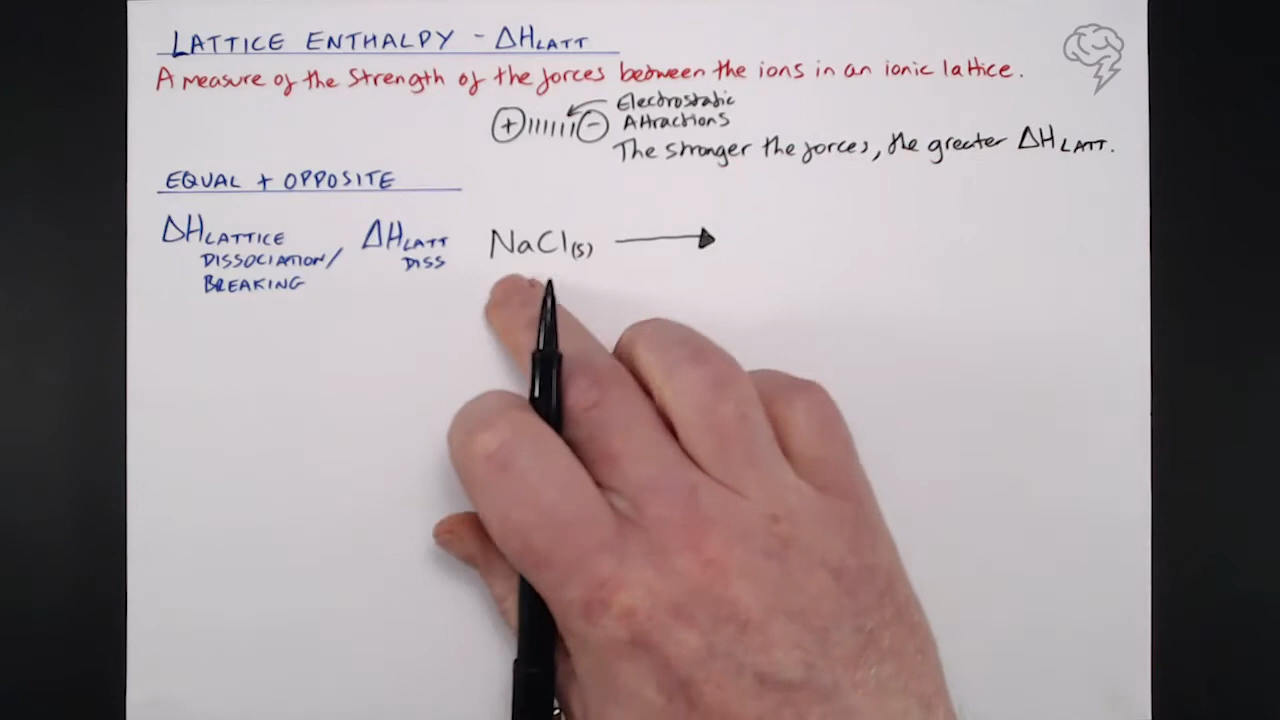 LATTICE ENTHALPY - ΔHLATT
A measure of the strength of the forces between the ions in an ionic lattice.
+ − Electrostatic
Attractions
The stronger the forces, the greater ΔHLATT.
EQUAL + OPPOSITE
ΔHLATTICE DISSOCIATION/BREAKING
ΔHLATT DISS
NaCl(s)